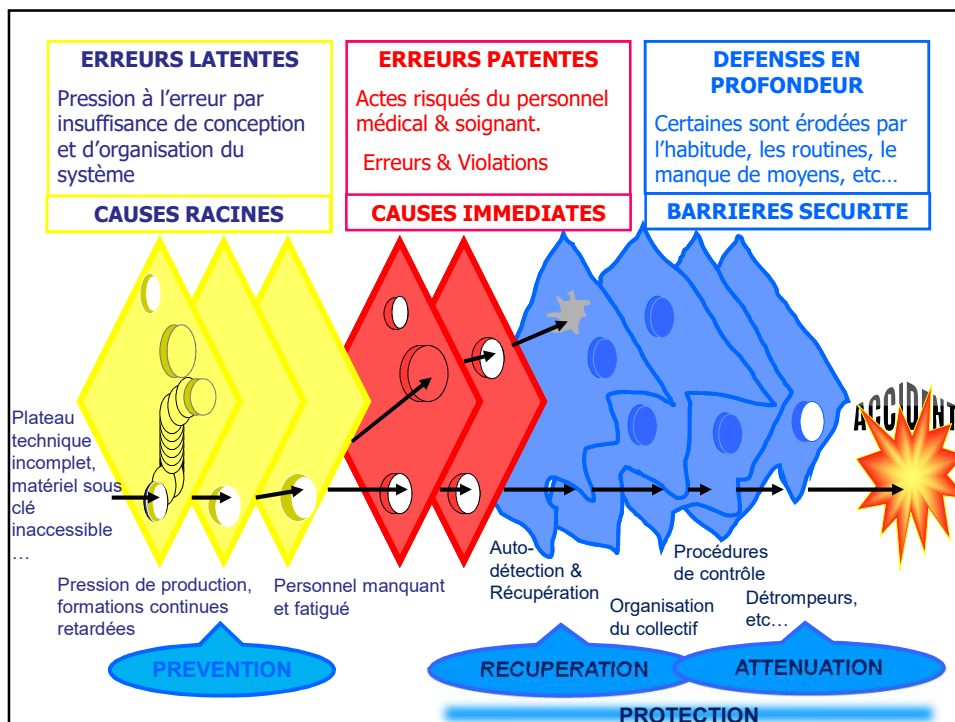 ERREURS LATENTES
Pression à l'erreur par
insuffisance de conception
et d'organisation du
système
CAUSES RACINES
ERREURS PATENTES
Actes risqués du personnel
médical & soignant.
Erreurs & Violations
CAUSES IMMEDIATES
DEFENSES EN
PROFONDEUR
Certaines sont érodées par
l'habitude, les routines, le
manque de moyens, etc…
BARRIERES SECURITE
Plateau
technique
incomplet,
matériel sous
clé
inaccessible
…
ACCIDENT
Pression de production,
formations continues
retardées
Personnel manquant
et fatigué
Auto-
détection &
Récupération
Organisation
du collectif
Procédures
de contrôle
Détrompeurs,
etc…
PREVENTION
RECUPERATION
ATTENUATION
PROTECTION